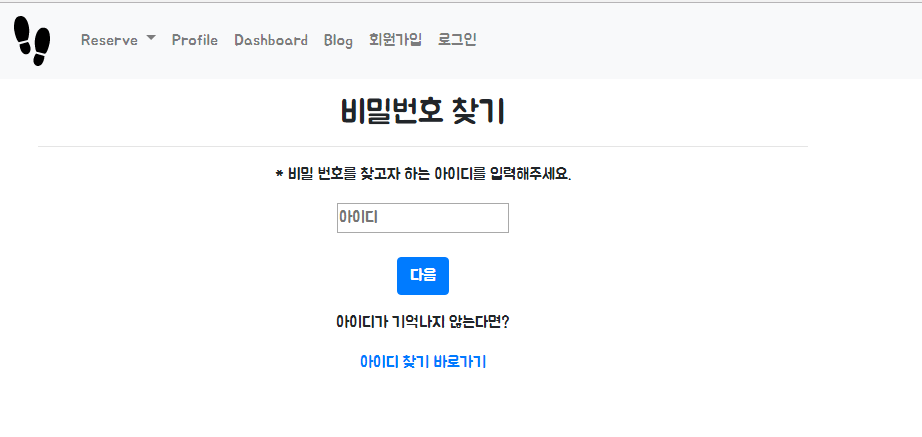 Reserve Profile Dashboard Blog 회원가입 로그인
비밀번호 찾기
* 비밀 번호를 찾고자 하는 아이디를 입력해주세요.
아이디
다음
아이디가 기억나지 않는다면?
아이디 찾기 바로가기